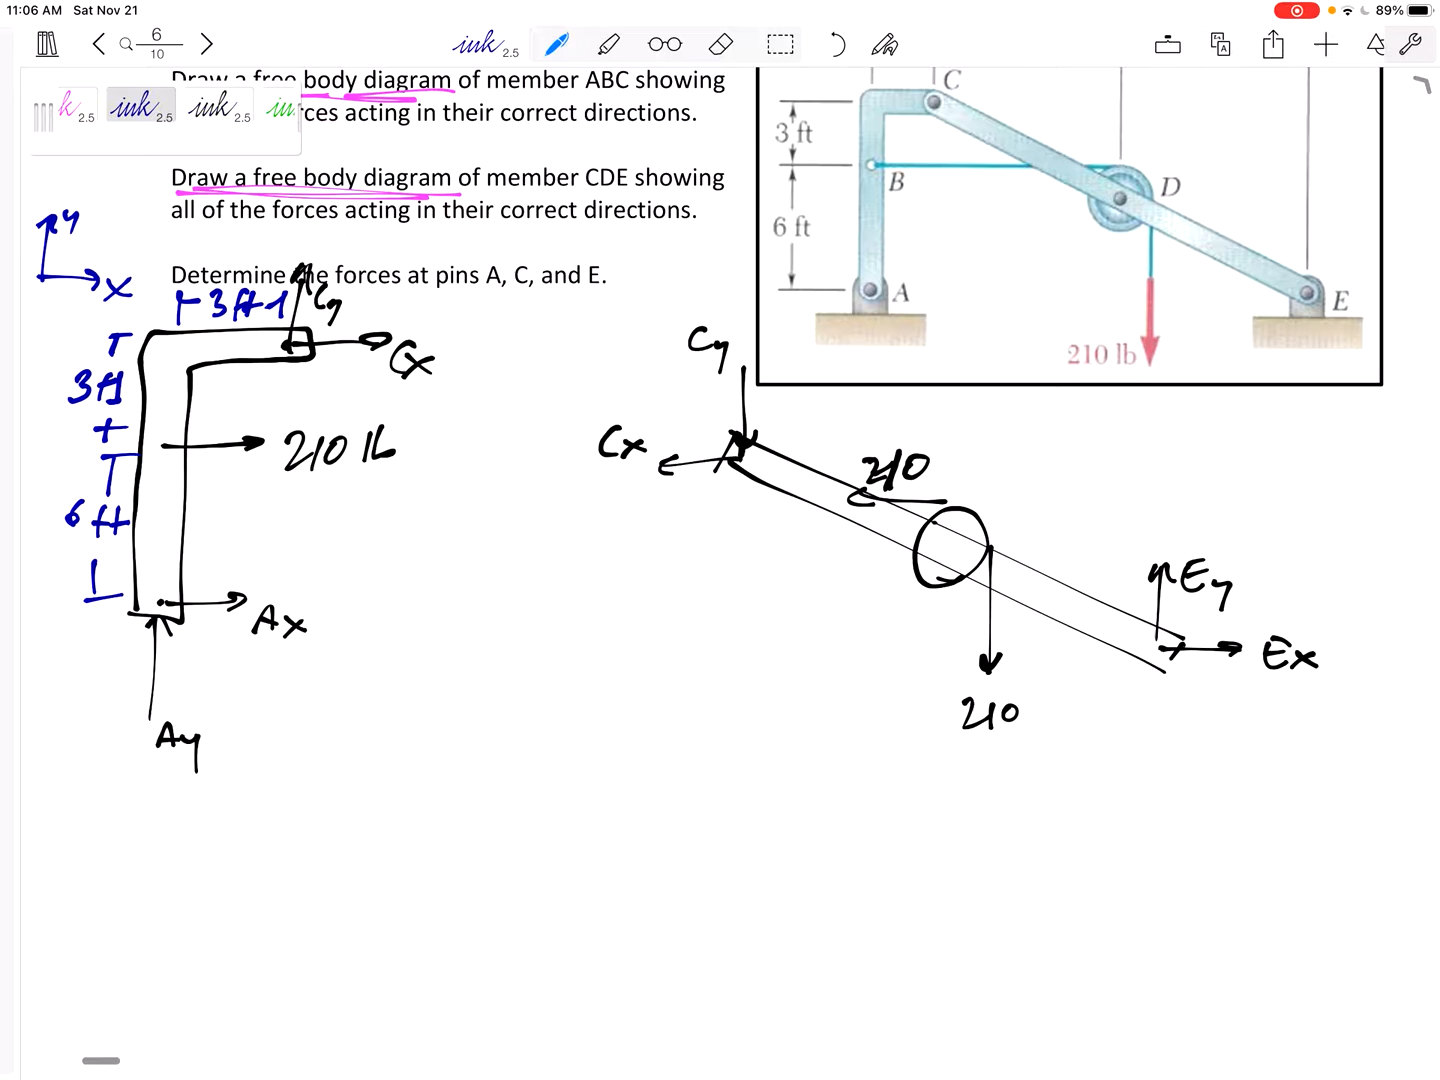 11:06 AM Sat Nov 21
89%
6
10
ink 2.5
k 2.5
ink 2.5
ink 2.5
in
body diagram of member ABC showing
rces acting in their correct directions.
Draw a free body diagram of member CDE showing
all of the forces acting in their correct directions.
Determine the forces at pins A, C, and E.
C
3 ft
B
D
6 ft
A
E
210 lb
y
x
3 ft
Cy
Cx
3 ft
210 lb
6 ft
Ax
Ay
Cy
Cx
210
Ey
Ex
210